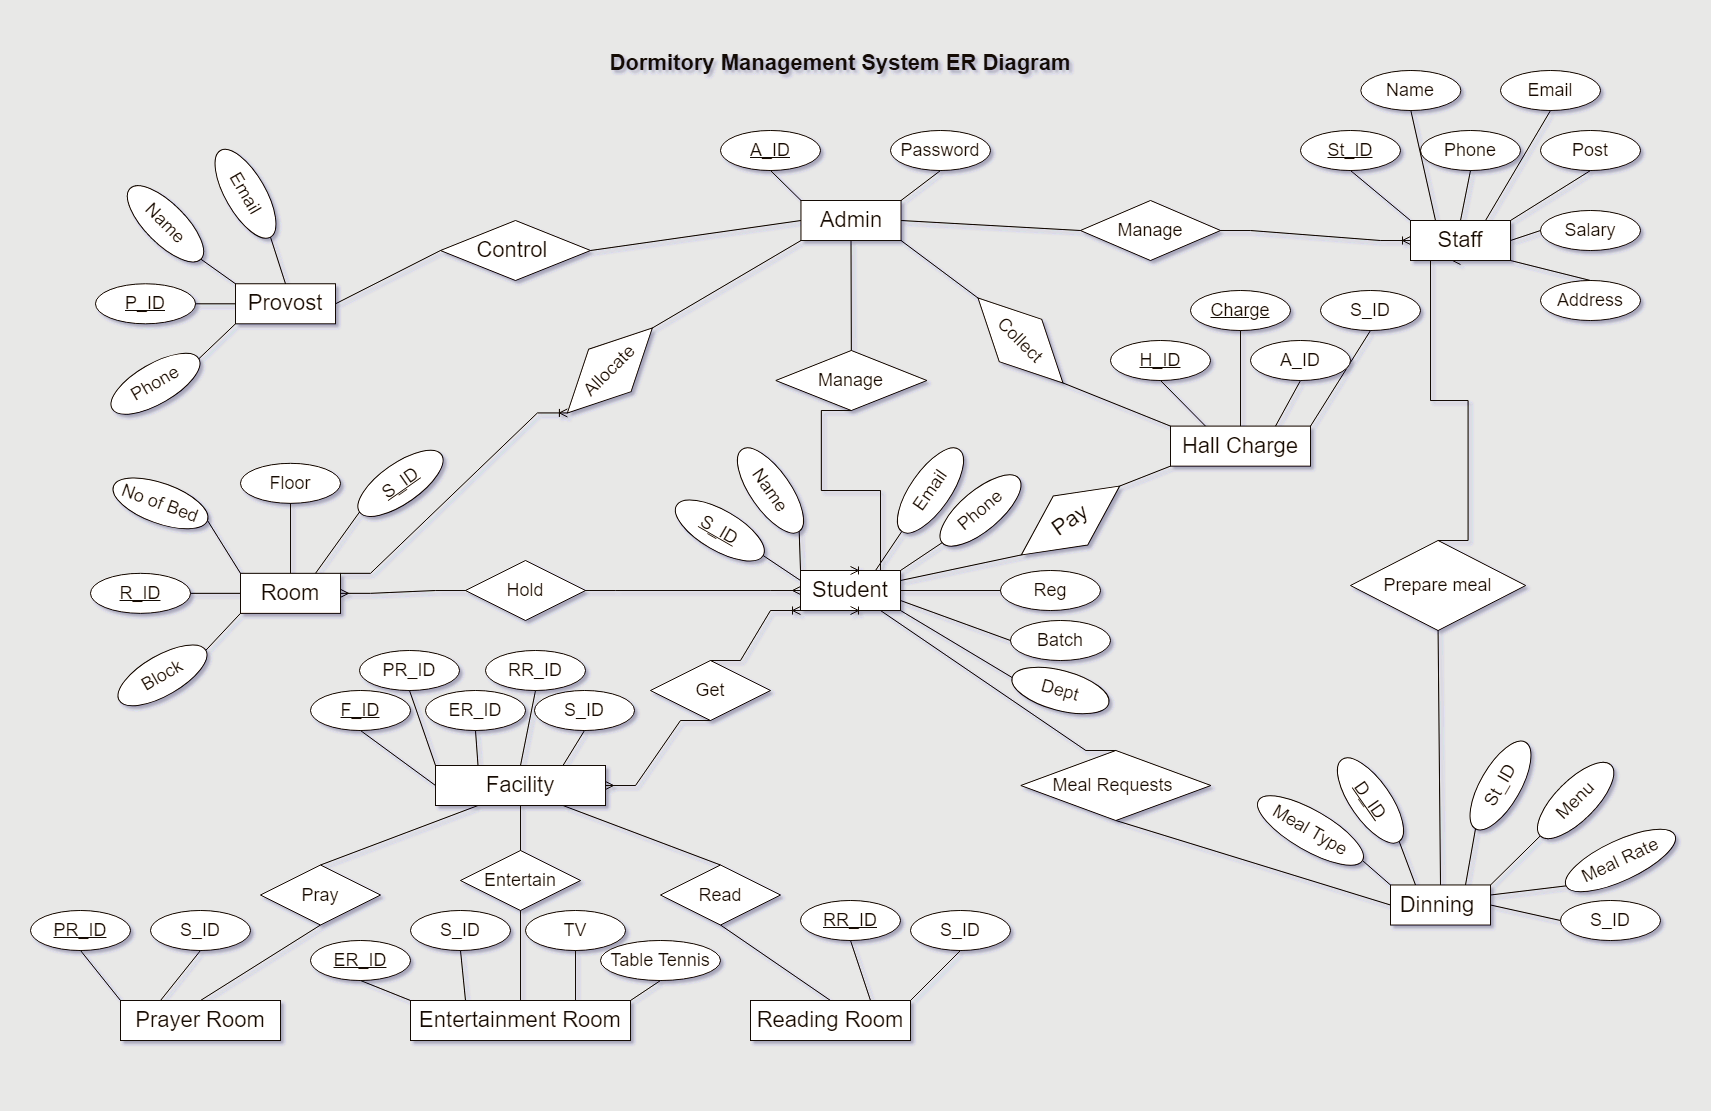 Dormitory Management System ER Diagram
Name
Email
A_ID
Password
St_ID
Phone
Post
Email
Name
Control
Admin
Manage
Staff
Salary
P_ID
Provost
Address
Phone
Allocate
Collect
Manage
Charge
S_ID
H_ID
A_ID
Hall Charge
No of Bed
Floor
S_ID
Name
S_ID
Email
Phone
Pay
R_ID
Room
Hold
Student
Reg
Prepare meal
Block
Batch
Dept
PR_ID
RR_ID
F_ID
ER_ID
S_ID
Get
Facility
Meal Requests
Meal Type
D_ID
St_ID
Menu
Meal Rate
Dinning
S_ID
Pray
Entertain
Read
PR_ID
S_ID
ER_ID
S_ID
TV
Table Tennis
RR_ID
S_ID
Prayer Room
Entertainment Room
Reading Room